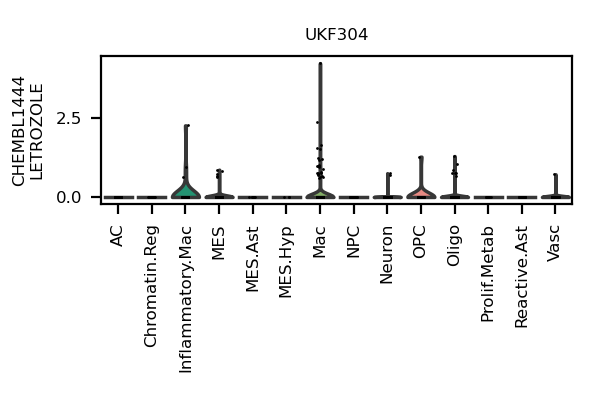 UKF304
CHEMBL1444
LETROZOLE
2.5
0.0
AC
Chromatin.Reg
Inflammatory.Mac
MES
MES.Ast
MES.Hyp
Mac
NPC
Neuron
OPC
Oligo
Prolif.Metab
Reactive.Ast
Vasc